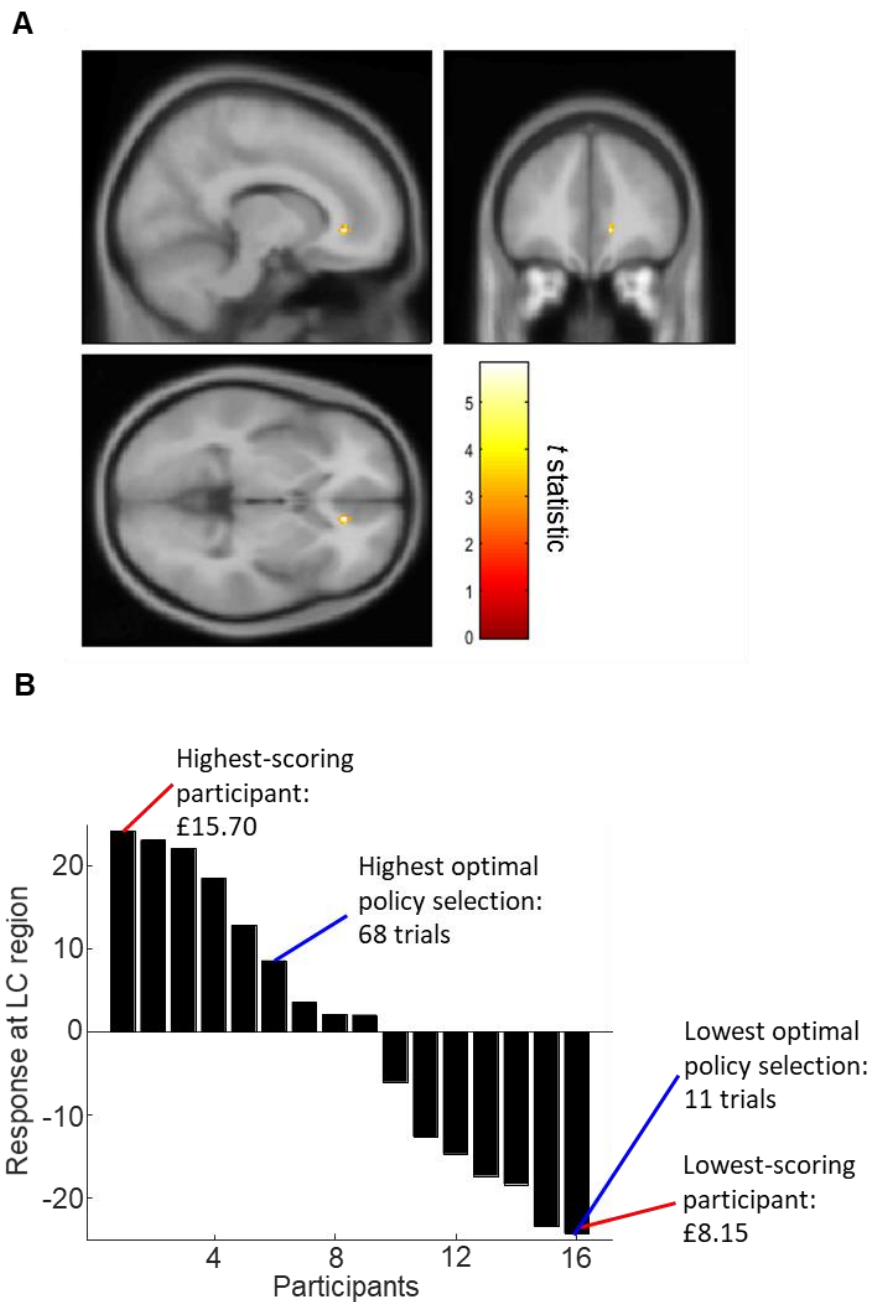 A
5
4
3
2
1
0
t statistic
B
Highest-scoring
participant:
£15.70
Highest optimal
policy selection:
68 trials
Lowest optimal
policy selection:
11 trials
Lowest-scoring
participant:
£8.15
Response at LC region
20
10
0
-10
-20
4 8 12 16
Participants